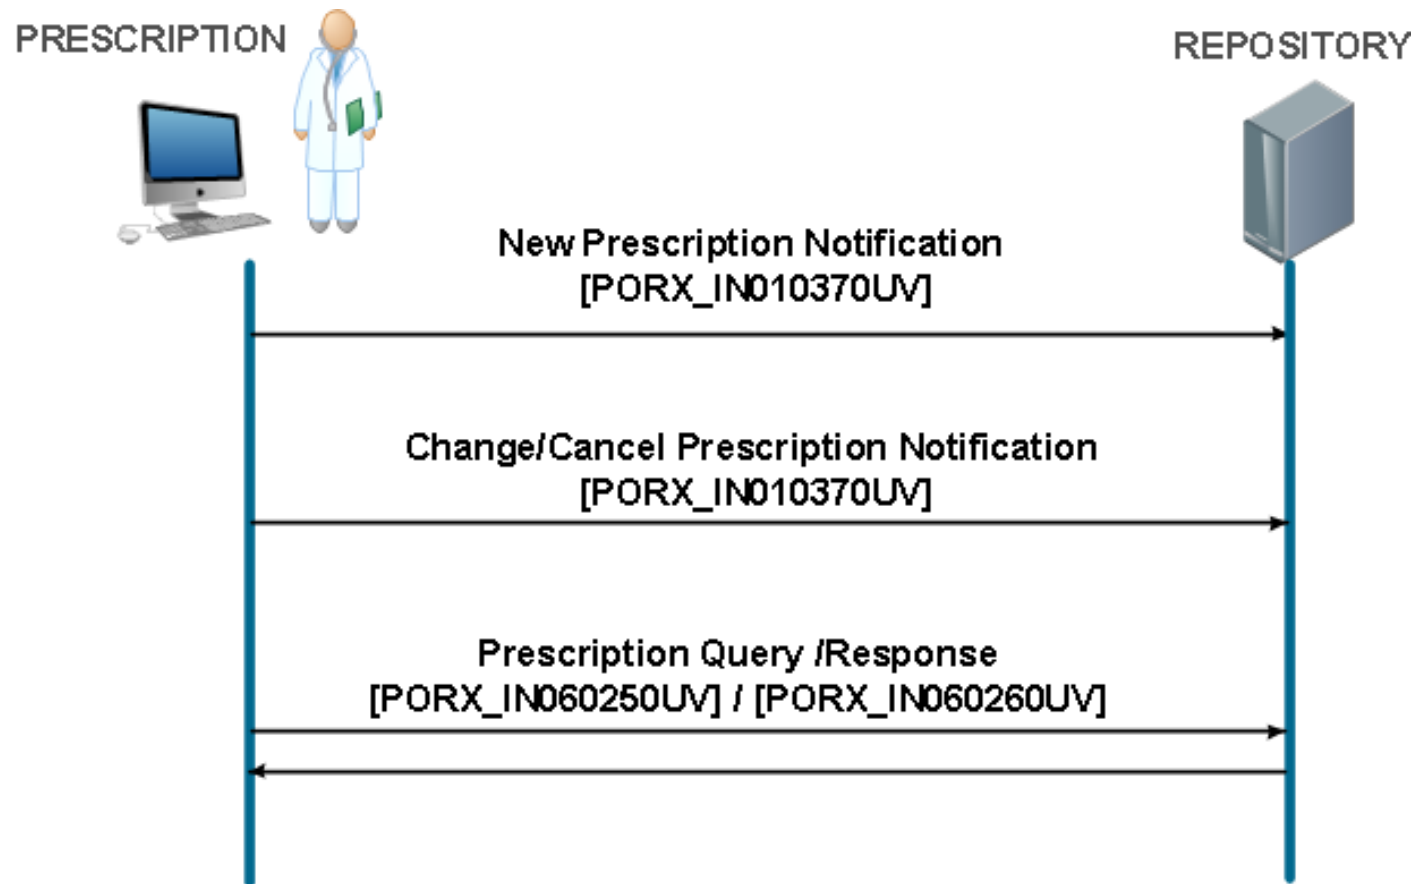 PRESCRIPTION
REPOSITORY
New Prescription Notification
[PORX_IN010370UV]
Change/Cancel Prescription Notification
[PORX_IN010370UV]
Prescription Query /Response
[PORX_IN060250UV] / [PORX_IN060260UV]